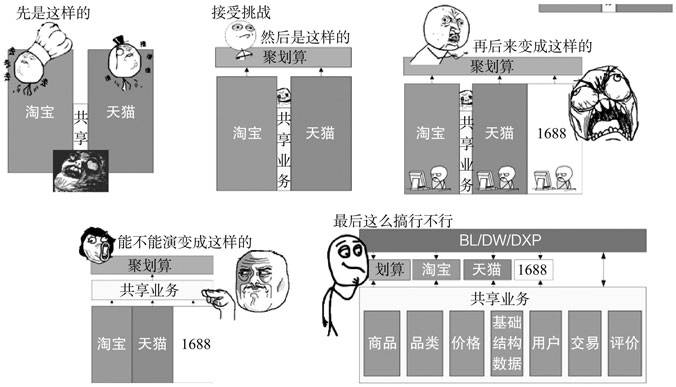 先是这样的
淘宝
共享
天猫
接受挑战
然后是这样的
聚划算
淘宝
共享业务
天猫
再后来变成这样的
聚划算
淘宝
共享业务
天猫
1688
能不能演变成这样的
聚划算
共享业务
淘宝
天猫
1688
最后这么搞行不行
BL/DW/DXP
划算
淘宝
天猫
1688
共享业务
商品
品类
价格
基础
结构
数据
用户
交易
评价